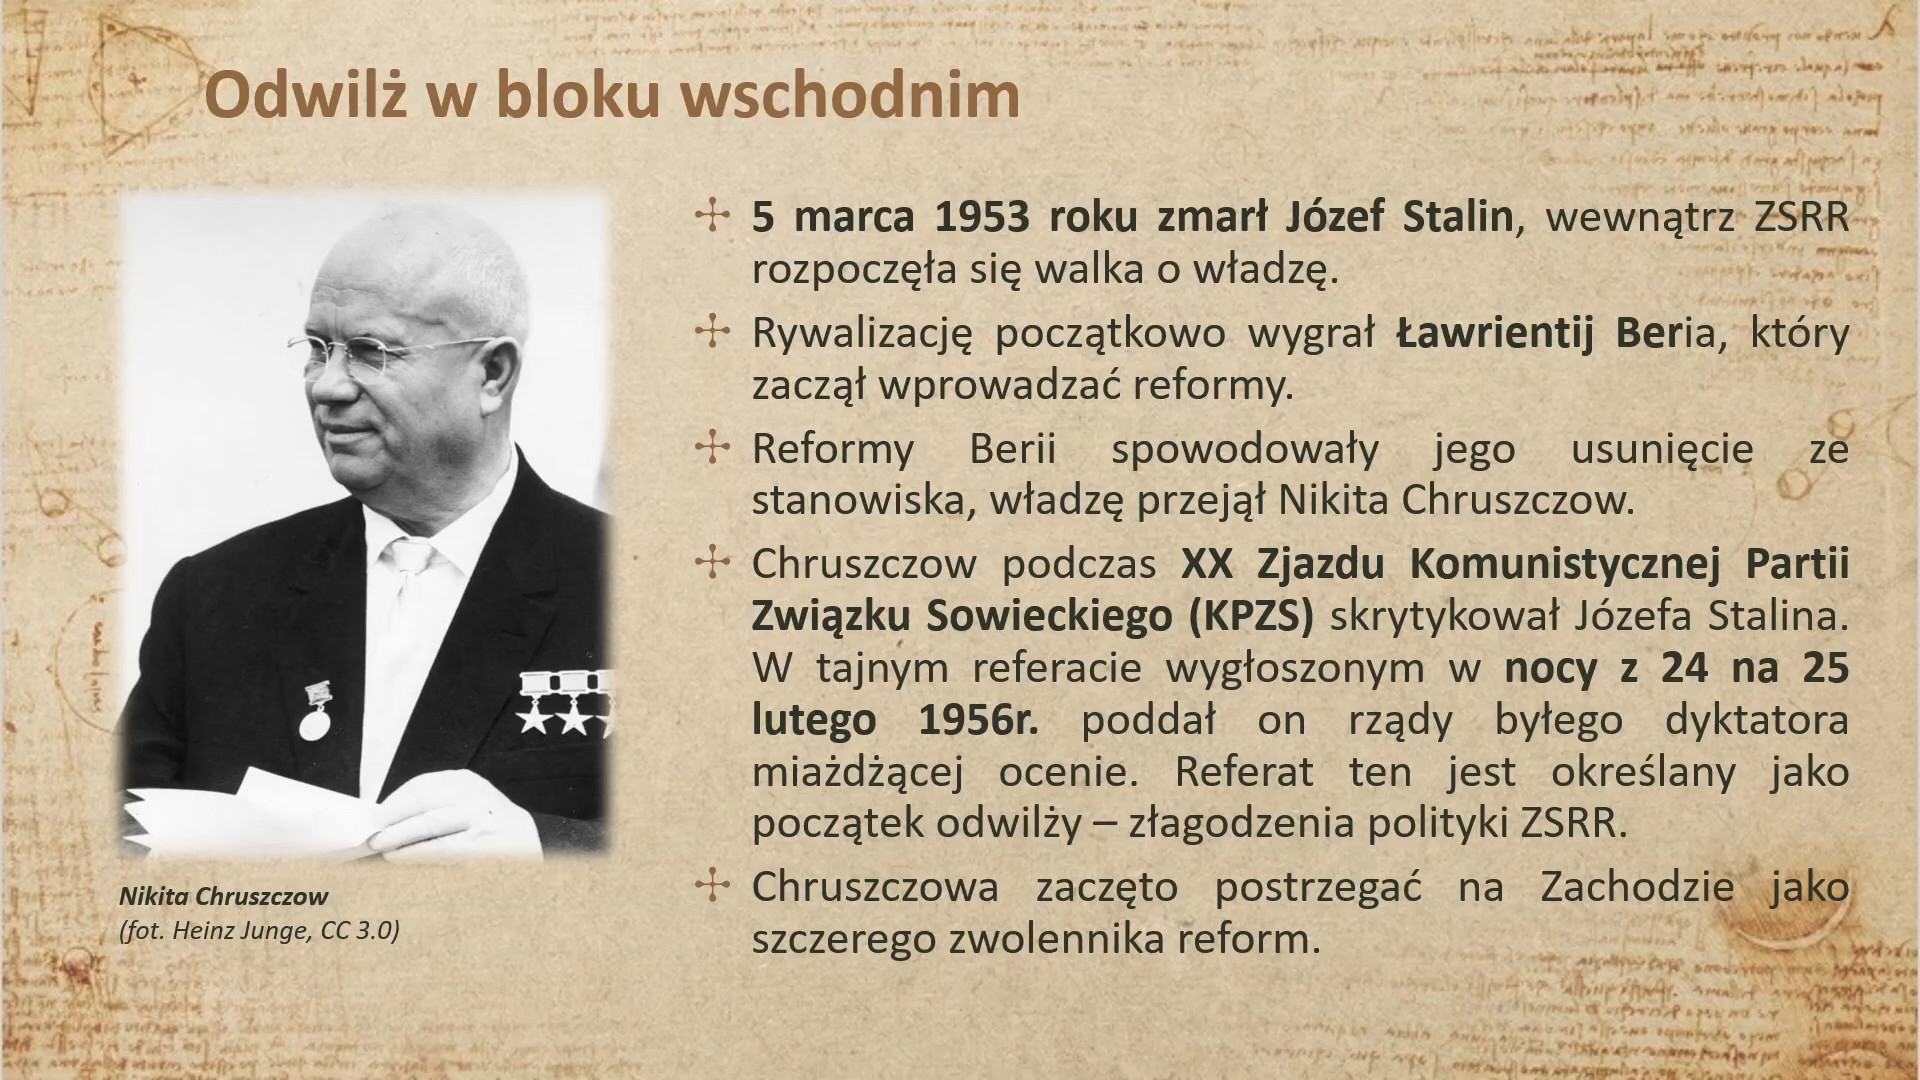 Odwilż w bloku wschodnim
5 marca 1953 roku zmarł Józef Stalin, wewnątrz ZSRR
rozpoczęła się walka o władzę.
Rywalizację początkowo wygrał Ławrientij Beria, który
zaczął wprowadzać reformy.
Reformy Berii spowodowały jego usunięcie ze
stanowiska, władzę przejął Nikita Chruszczow.
Chruszczow podczas XX Zjazdu Komunistycznej Partii
Związku Sowieckiego (KPZS) skrytykował Józefa Stalina.
W tajnym referacie wygłoszonym w nocy z 24 na 25
lutego 1956r. poddał on rządy byłego dyktatora
miażdżącej ocenie. Referat ten jest określany jako
początek odwilży – złagodzenia polityki ZSRR.
Chruszczowa zaczęto postrzegać na Zachodzie jako
szczerego zwolennika reform.
Nikita Chruszczow
(fot. Heinz Junge, CC 3.0)